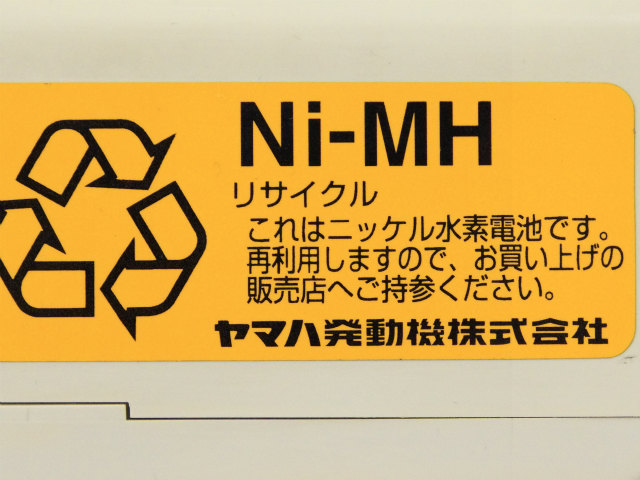 Ni-MH
リサイクル
これはニッケル水素電池です。
再利用しますので、お買い上げの
販売店へご持参ください。
ヤマハ発動機株式会社